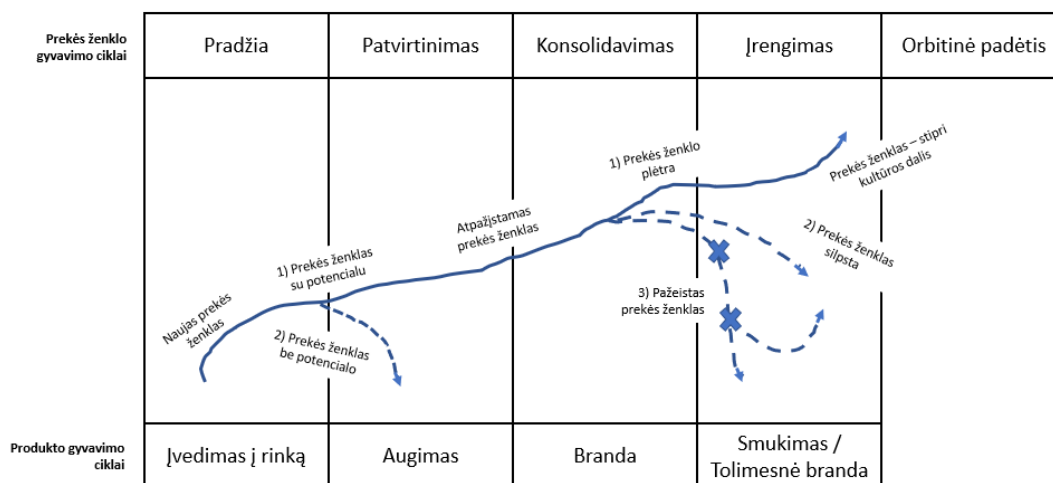 Prekės ženklo
gyvavimo ciklai
Pradžia
Patvirtinimas
Konsolidavimas
Įrengimas
Orbitinė padėtis
Naujas prekės
ženklas
1) Prekės ženklas
su potencialu
2) Prekės ženklas
be potencialo
Atpažįstamas
prekės ženklas
1) Prekės ženklo
plėtra
Prekės ženklas – stipri
kultūros dalis
2) Prekės ženklas
silpsta
3) Pažeistas
prekės ženklas
Produkto gyvavimo
ciklai
Įvedimas į rinką
Augimas
Branda
Smukimas /
Tolimesnė branda